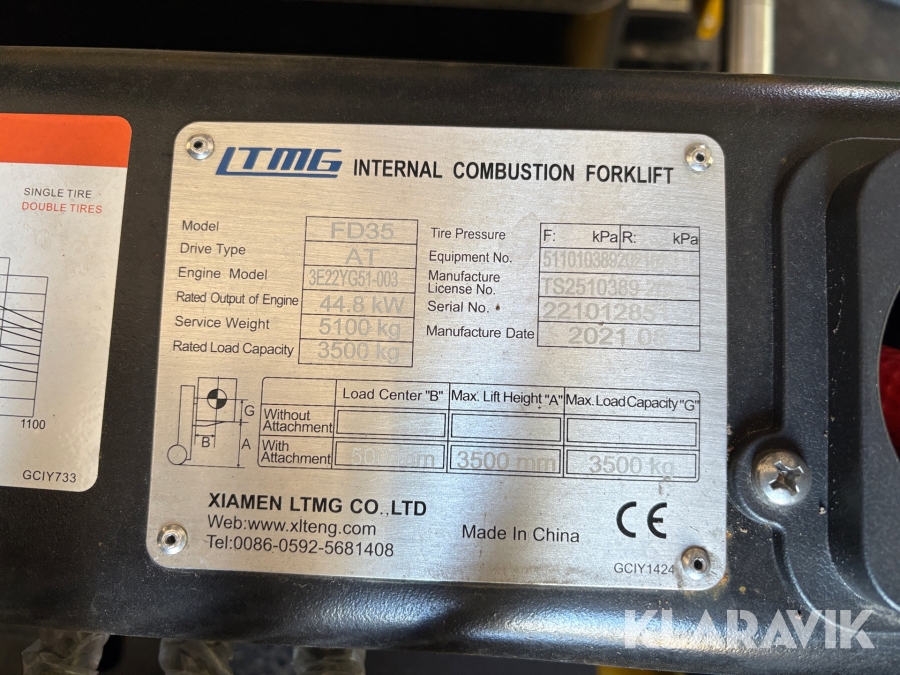 LTMG INTERNAL COMBUSTION FORKLIFT
SINGLE TIRE
DOUBLE TIRES
1100
GCIY733
Model FD35
Drive Type AT
Engine Model 3E22YG51-003
Rated Output of Engine 44.8 kW
Service Weight 5100 kg
Rated Load Capacity 3500 kg
Tire Pressure F: kPa R: kPa
Equipment No.
Manufacture License No.
Serial No. 22101285
Manufacture Date 2021
G
B
A
Load Center "B" Max. Lift Height "A" Max. Load Capacity "G"
Without Attachment
With Attachment 3500 mm 3500 kg
XIAMEN LTMG CO.,LTD
Web:www.xlteng.com
Tel:0086-0592-5681408
Made In China
CE
GCIY1424
KLARAVIK